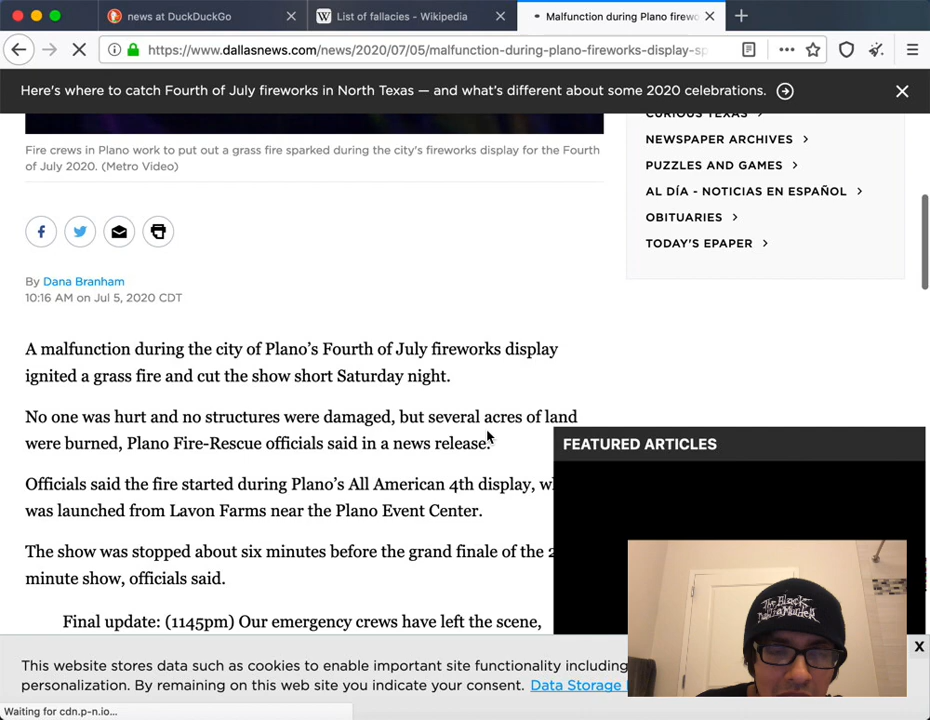 news at DuckDuckGo
List of fallacies - Wikipedia
Malfunction during Plano firewo
https://www.dallasnews.com/news/2020/07/05/malfunction-during-plano-fireworks-display-sp
Here's where to catch Fourth of July fireworks in North Texas — and what's different about some 2020 celebrations.
CURIOUS TEXAS
NEWSPAPER ARCHIVES
PUZZLES AND GAMES
AL DÍA - NOTICIAS EN ESPAÑOL
OBITUARIES
TODAY'S EPAPER
Fire crews in Plano work to put out a grass fire sparked during the city's fireworks display for the Fourth
of July 2020. (Metro Video)
By Dana Branham
10:16 AM on Jul 5, 2020 CDT
A malfunction during the city of Plano's Fourth of July fireworks display
ignited a grass fire and cut the show short Saturday night.
No one was hurt and no structures were damaged, but several acres of land
were burned, Plano Fire-Rescue officials said in a news release.
Officials said the fire started during Plano's All American 4th display, wh
was launched from Lavon Farms near the Plano Event Center.
The show was stopped about six minutes before the grand finale of the 2
minute show, officials said.
Final update: (1145pm) Our emergency crews have left the scene,
FEATURED ARTICLES
The Black Dahlia Murder
This website stores data such as cookies to enable important site functionality including
personalization. By remaining on this web site you indicate your consent. Data Storage
X
Waiting for cdn.p-n.io...